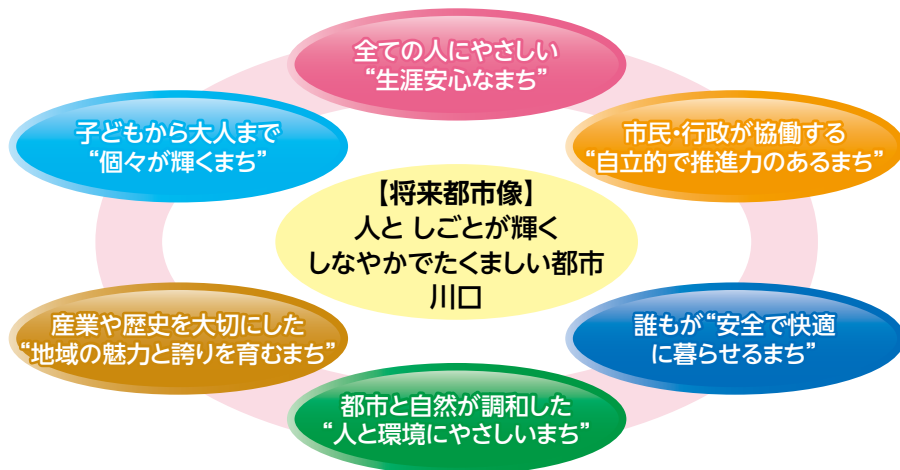 全ての人にやさしい
“生涯安心なまち”
子どもから大人まで
“個々が輝くまち”
市民・行政が協働する
“自立的で推進力のあるまち”
【将来都市像】
人と しごとが輝く
しなやかでたくましい都市
川口
産業や歴史を大切にした
“地域の魅力と誇りを育むまち”
誰もが“安全で快適
に暮らせるまち”
都市と自然が調和した
“人と環境にやさしいまち”